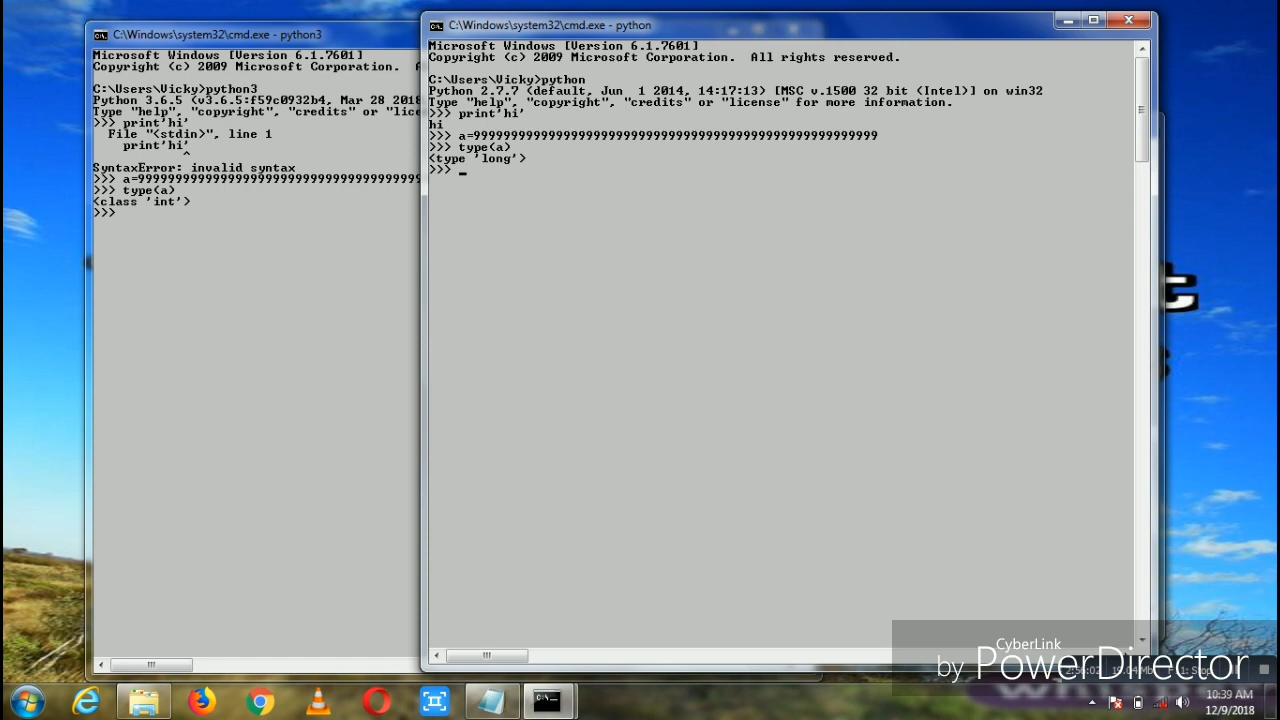 C:\Windows\system32\cmd.exe - python3
Microsoft Windows [Version 6.1.7601]
Copyright (c) 2009 Microsoft Corporation.
C:\Users\Vicky>python3
Python 3.6.5 (v3.6.5:f59c0932b4, Mar 28 2018
Type "help", "copyright", "credits" or "lice
>>> print'hi'
File "<stdin>", line 1
print'hi'
^
SyntaxError: invalid syntax
>>> a=99999999999999999999999999999999999999
>>> type(a)
<class 'int'>
>>>
C:\Windows\system32\cmd.exe - python
Microsoft Windows [Version 6.1.7601]
Copyright (c) 2009 Microsoft Corporation.  All rights reserved.
C:\Users\Vicky>python
Python 2.7.7 (default, Jun  1 2014, 14:17:13) [MSC v.1500 32 bit (Intel)] on win32
Type "help", "copyright", "credits" or "license" for more information.
>>> print'hi'
hi
>>> a=999999999999999999999999999999999999999999999999999999
>>> type(a)
<type 'long'>
>>> _
t
CyberLink
by PowerDirector
10:39 AM
12/9/2018